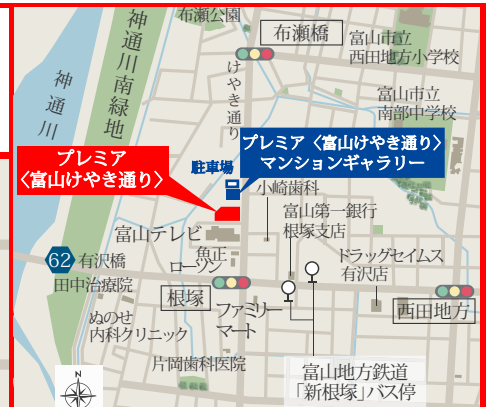 布瀬公園
布瀬橋
神通川南緑地
神通川
けやき通り
富山市立
西田地方小学校
富山市立
南部中学校
プレミア
〈富山けやき通り〉
駐車場
プレミア〈富山けやき通り〉
マンションギャラリー
小崎歯科
富山第一銀行
根塚支店
富山テレビ
魚正
ローソン
ドラッグセイムス
有沢店
62
有沢橋
田中治療院
根塚
ファミリー
マート
西田地方
ぬのせ
内科クリニック
片岡歯科医院
富山地方鉄道
「新根塚」バス停
N